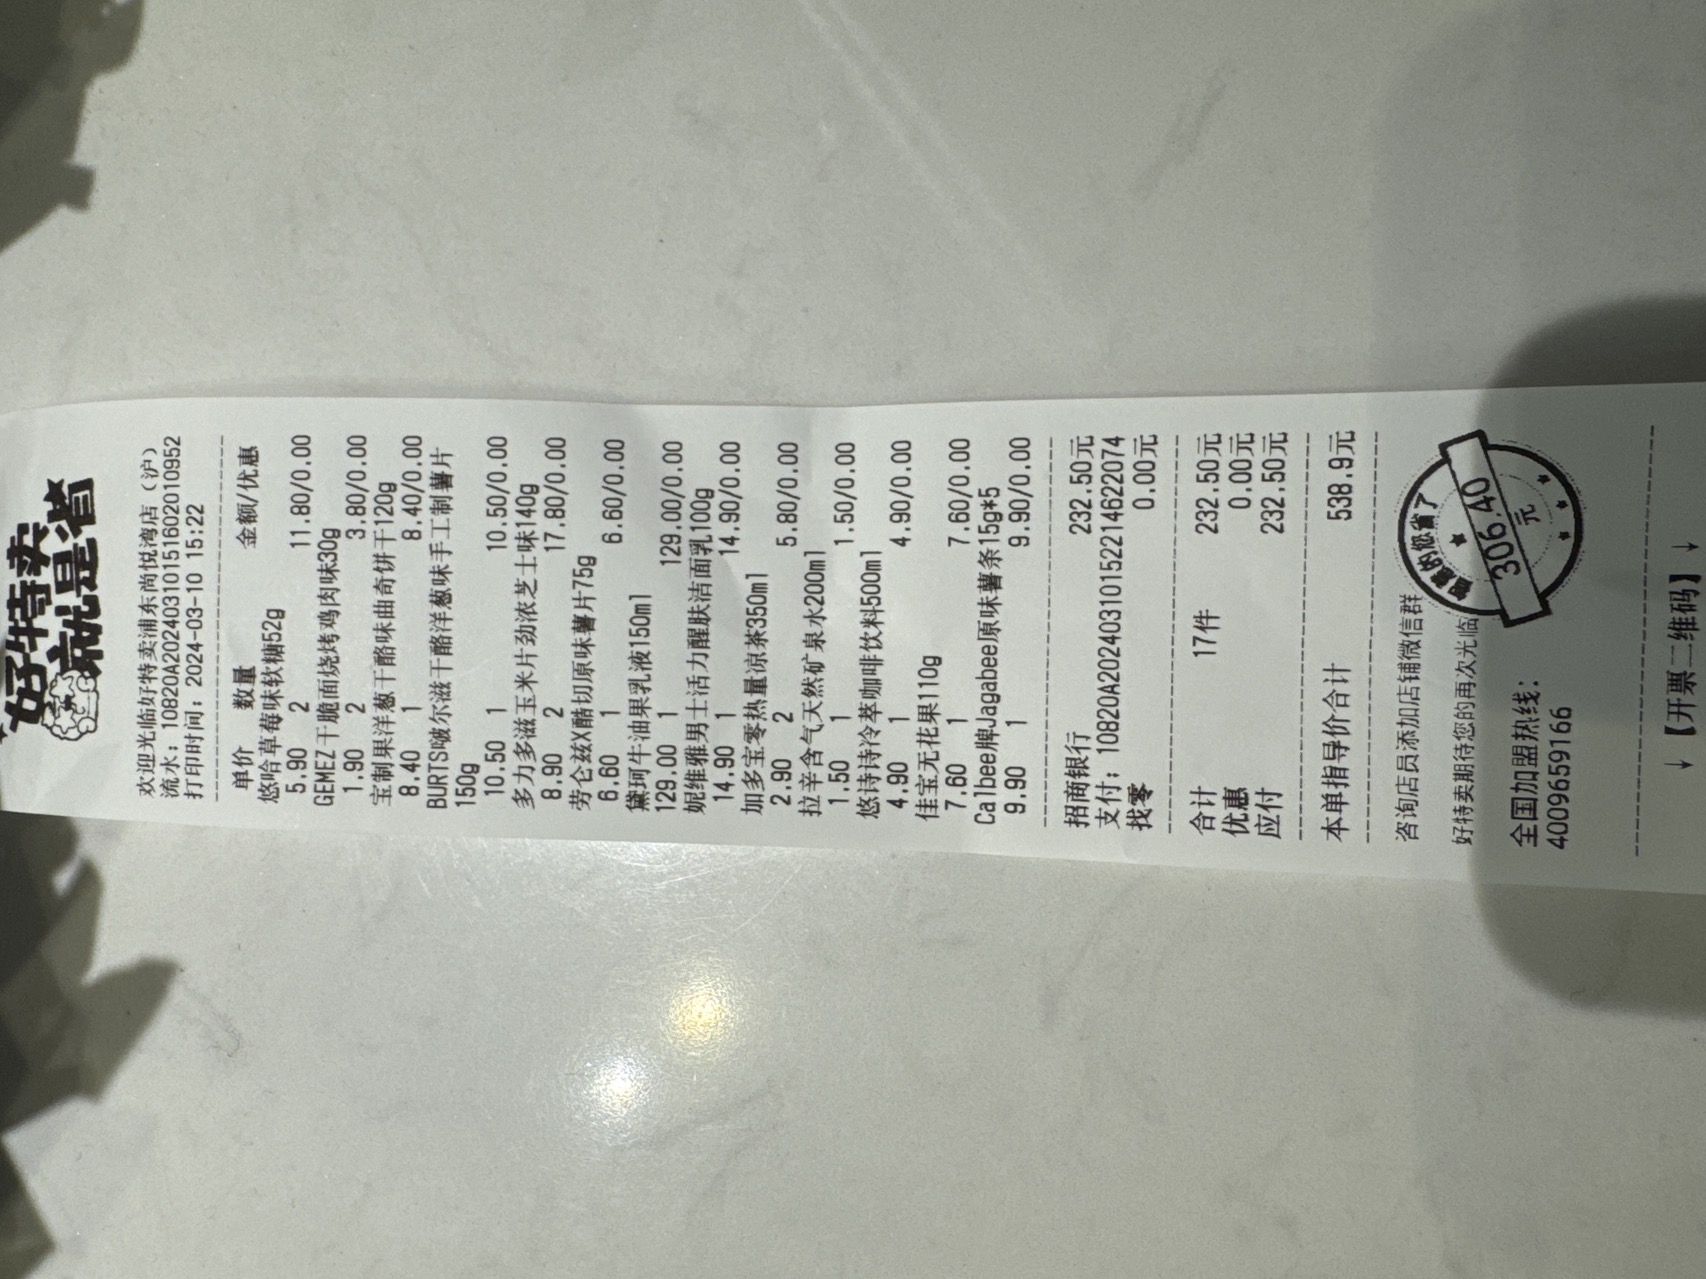 好特卖
就是省
欢迎光临好特卖浦东尚悦湾店（沪）
流水：10820A20240310151602010952
打印时间：2024-03-10 15:22
单价 数量 金额/优惠
悠哈草莓味软糖52g
5.90 2 11.80/0.00
GEMEZ干脆面烧烤鸡肉味30g
1.90 2 3.80/0.00
宝制果洋葱干酪味曲奇饼干120g
8.40 1 8.40/0.00
BURTS啵尔滋干酪洋葱味手工制薯片
150g
10.50 1 10.50/0.00
多力多滋玉米片劲浓芝士味140g
8.90 2 17.80/0.00
劳仑兹X酷切原味薯片75g
6.60 1 6.60/0.00
黛珂牛油果乳液150ml
129.00 1 129.00/0.00
妮维雅男士活力醒肤洁面乳100g
14.90 1 14.90/0.00
加多宝零热量凉茶350ml
2.90 2 5.80/0.00
拉辛含气天然矿泉水200ml
1.50 1 1.50/0.00
悠诗诗冷萃咖啡饮料500ml
4.90 1 4.90/0.00
佳宝无花果110g
7.60 1 7.60/0.00
Calbee牌Jagabee原味薯条15g*5
9.90 1 9.90/0.00
招商银行 232.50元
支付：10820A2024031015221462­2074
找零 0.00元
合计 17件 232.50元
优惠 0.00元
应付 232.50元
本单指导价合计 538.9元
咨询店员添加店铺微信群
好特卖期待您的再次光临
的您省了
306.40
元
全国加盟热线：
4009659166
↓ 【开票二维码】 ↓